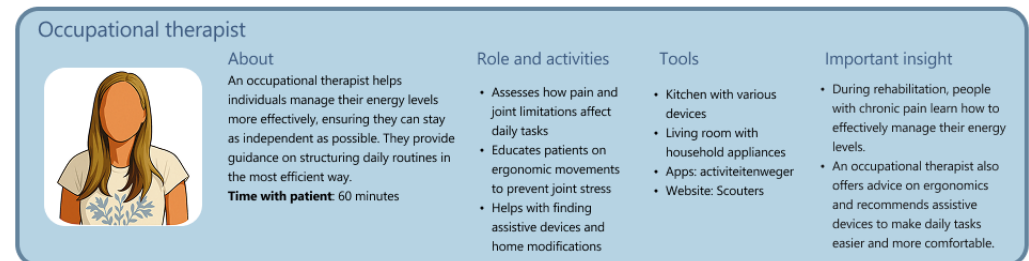 Occupational therapist
About
An occupational therapist helps
individuals manage their energy levels
more effectively, ensuring they can stay
as independent as possible. They provide
guidance on structuring daily routines in
the most efficient way.
Time with patient: 60 minutes
Role and activities
• Assesses how pain and
joint limitations affect
daily tasks
• Educates patients on
ergonomic movements
to prevent joint stress
• Helps with finding
assistive devices and
home modifications
Tools
• Kitchen with various
devices
• Living room with
household appliances
• Apps: activiteitenweger
• Website: Scouters
Important insight
• During rehabilitation, people
with chronic pain learn how to
effectively manage their energy
levels.
• An occupational therapist also
offers advice on ergonomics
and recommends assistive
devices to make daily tasks
easier and more comfortable.